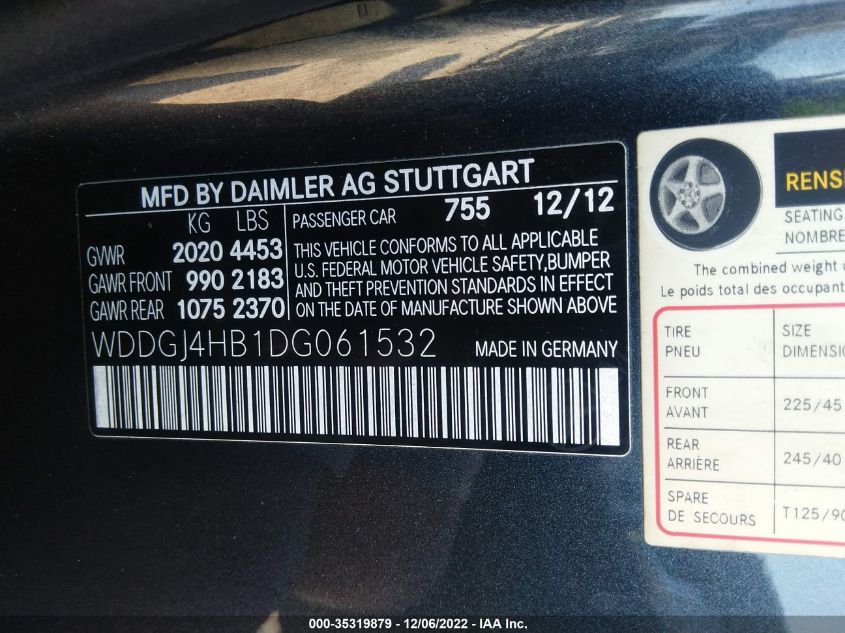 MFD BY DAIMLER AG STUTTGART
KG LBS
GVWR 2020 4453
GAWR FRONT 990 2183
GAWR REAR 1075 2370
PASSENGER CAR 755 12/12
THIS VEHICLE CONFORMS TO ALL APPLICABLE
U.S. FEDERAL MOTOR VEHICLE SAFETY,BUMPER
AND THEFT PREVENTION STANDARDS IN EFFECT
ON THE DATE OF MANUFACTURE SHOWN ABOVE
WDDGJ4HB1DG061532 MADE IN GERMANY
RENS
SEATING
NOMBRE
The combined weight
Le poids total des occupant
TIRE SIZE
PNEU DIMENSI
FRONT
AVANT 225/45
REAR
ARRIÈRE 245/40
SPARE
DE SECOURS T125/90
000-35319879 - 12/06/2022 - IAA Inc.